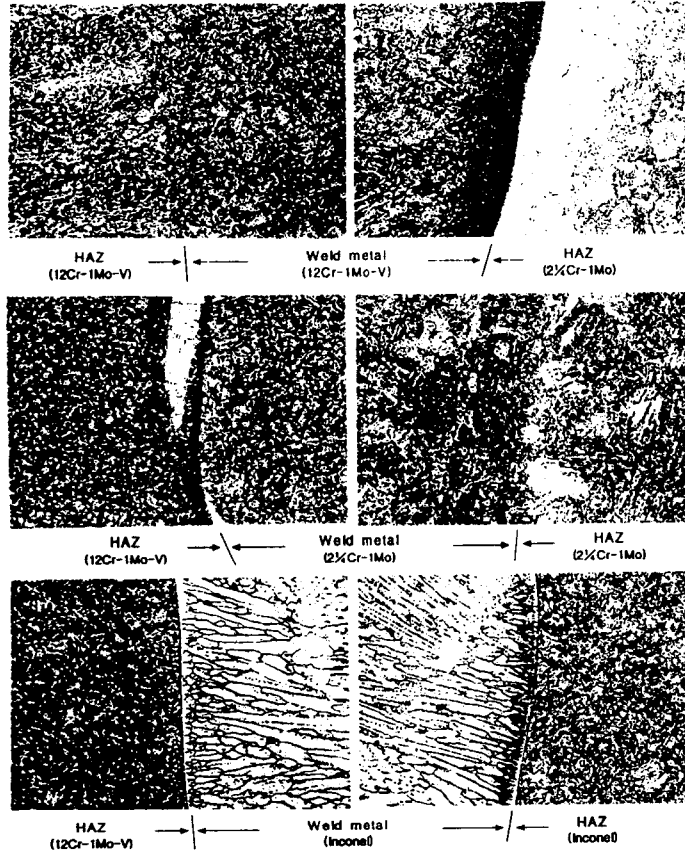 HAZ Weld metal HAZ
(12Cr-1Mo-V) (12Cr-1Mo-V) (2¼Cr-1Mo)
HAZ Weld metal HAZ
(12Cr-1Mo-V) (2¼Cr-1Mo) (2¼Cr-1Mo)
HAZ Weld metal HAZ
(12Cr-1Mo-V) (Inconel) (Inconel)